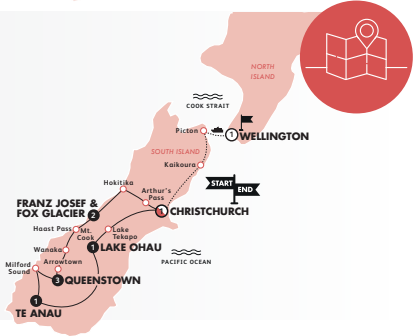 NORTH
ISLAND
COOK STRAIT
Picton
1
WELLINGTON
SOUTH ISLAND
Kaikoura
START
END
Hokitika
Arthur's
Pass
FRANZ JOSEF &
FOX GLACIER
2
CHRISTCHURCH
Haast Pass
Mt.
Cook
Lake
Tekapo
1
LAKE OHAU
Wanaka
PACIFIC OCEAN
Arrowtown
Milford
Sound
3
QUEENSTOWN
1
TE ANAU